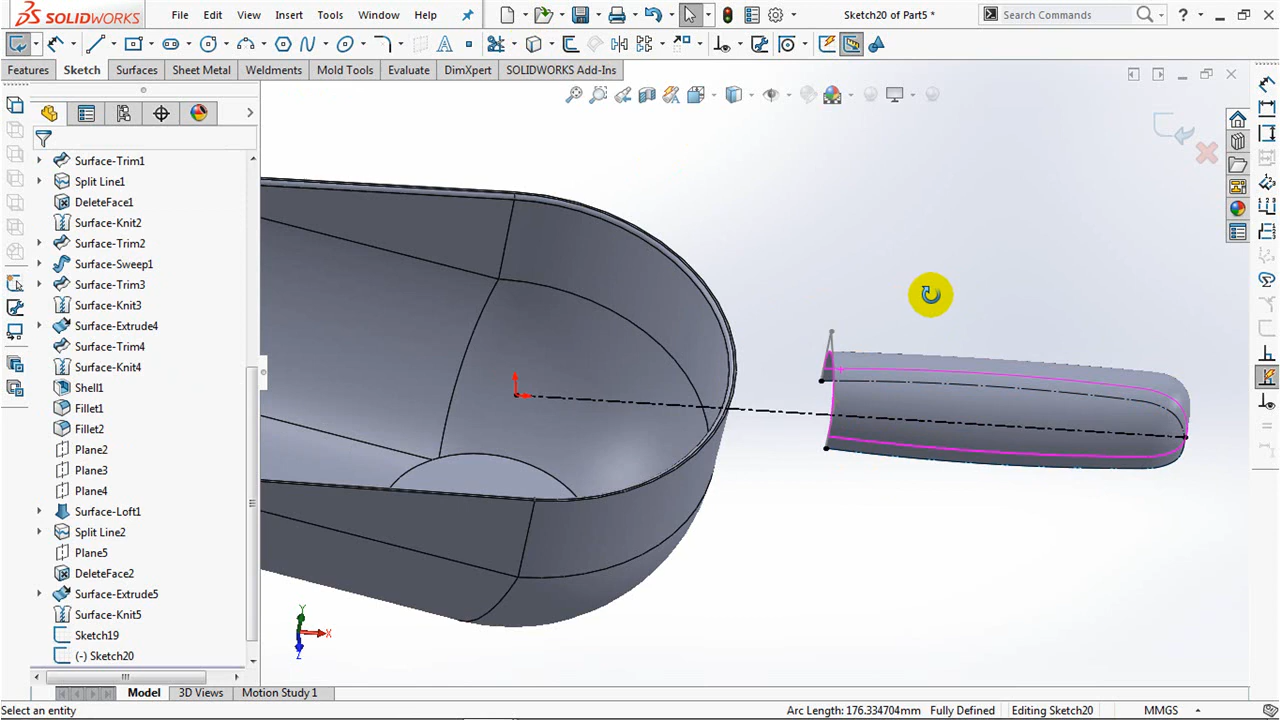 SOLIDWORKS File Edit View Insert Tools Window Help Sketch20 of Part5 * Search Commands ?
Features Sketch Surfaces Sheet Metal Weldments Mold Tools Evaluate DimXpert SOLIDWORKS Add-Ins
Surface-Trim1
Split Line1
DeleteFace1
Surface-Knit2
Surface-Trim2
Surface-Sweep1
Surface-Trim3
Surface-Knit3
Surface-Extrude4
Surface-Trim4
Surface-Knit4
Shell1
Fillet1
Fillet2
Plane2
Plane3
Plane4
Surface-Loft1
Split Line2
Plane5
DeleteFace2
Surface-Extrude5
Surface-Knit5
Sketch19
(-) Sketch20
Y
X
Z
Model 3D Views Motion Study 1
Select an entity Arc Length: 176.334704mm Fully Defined Editing Sketch20 MMGS